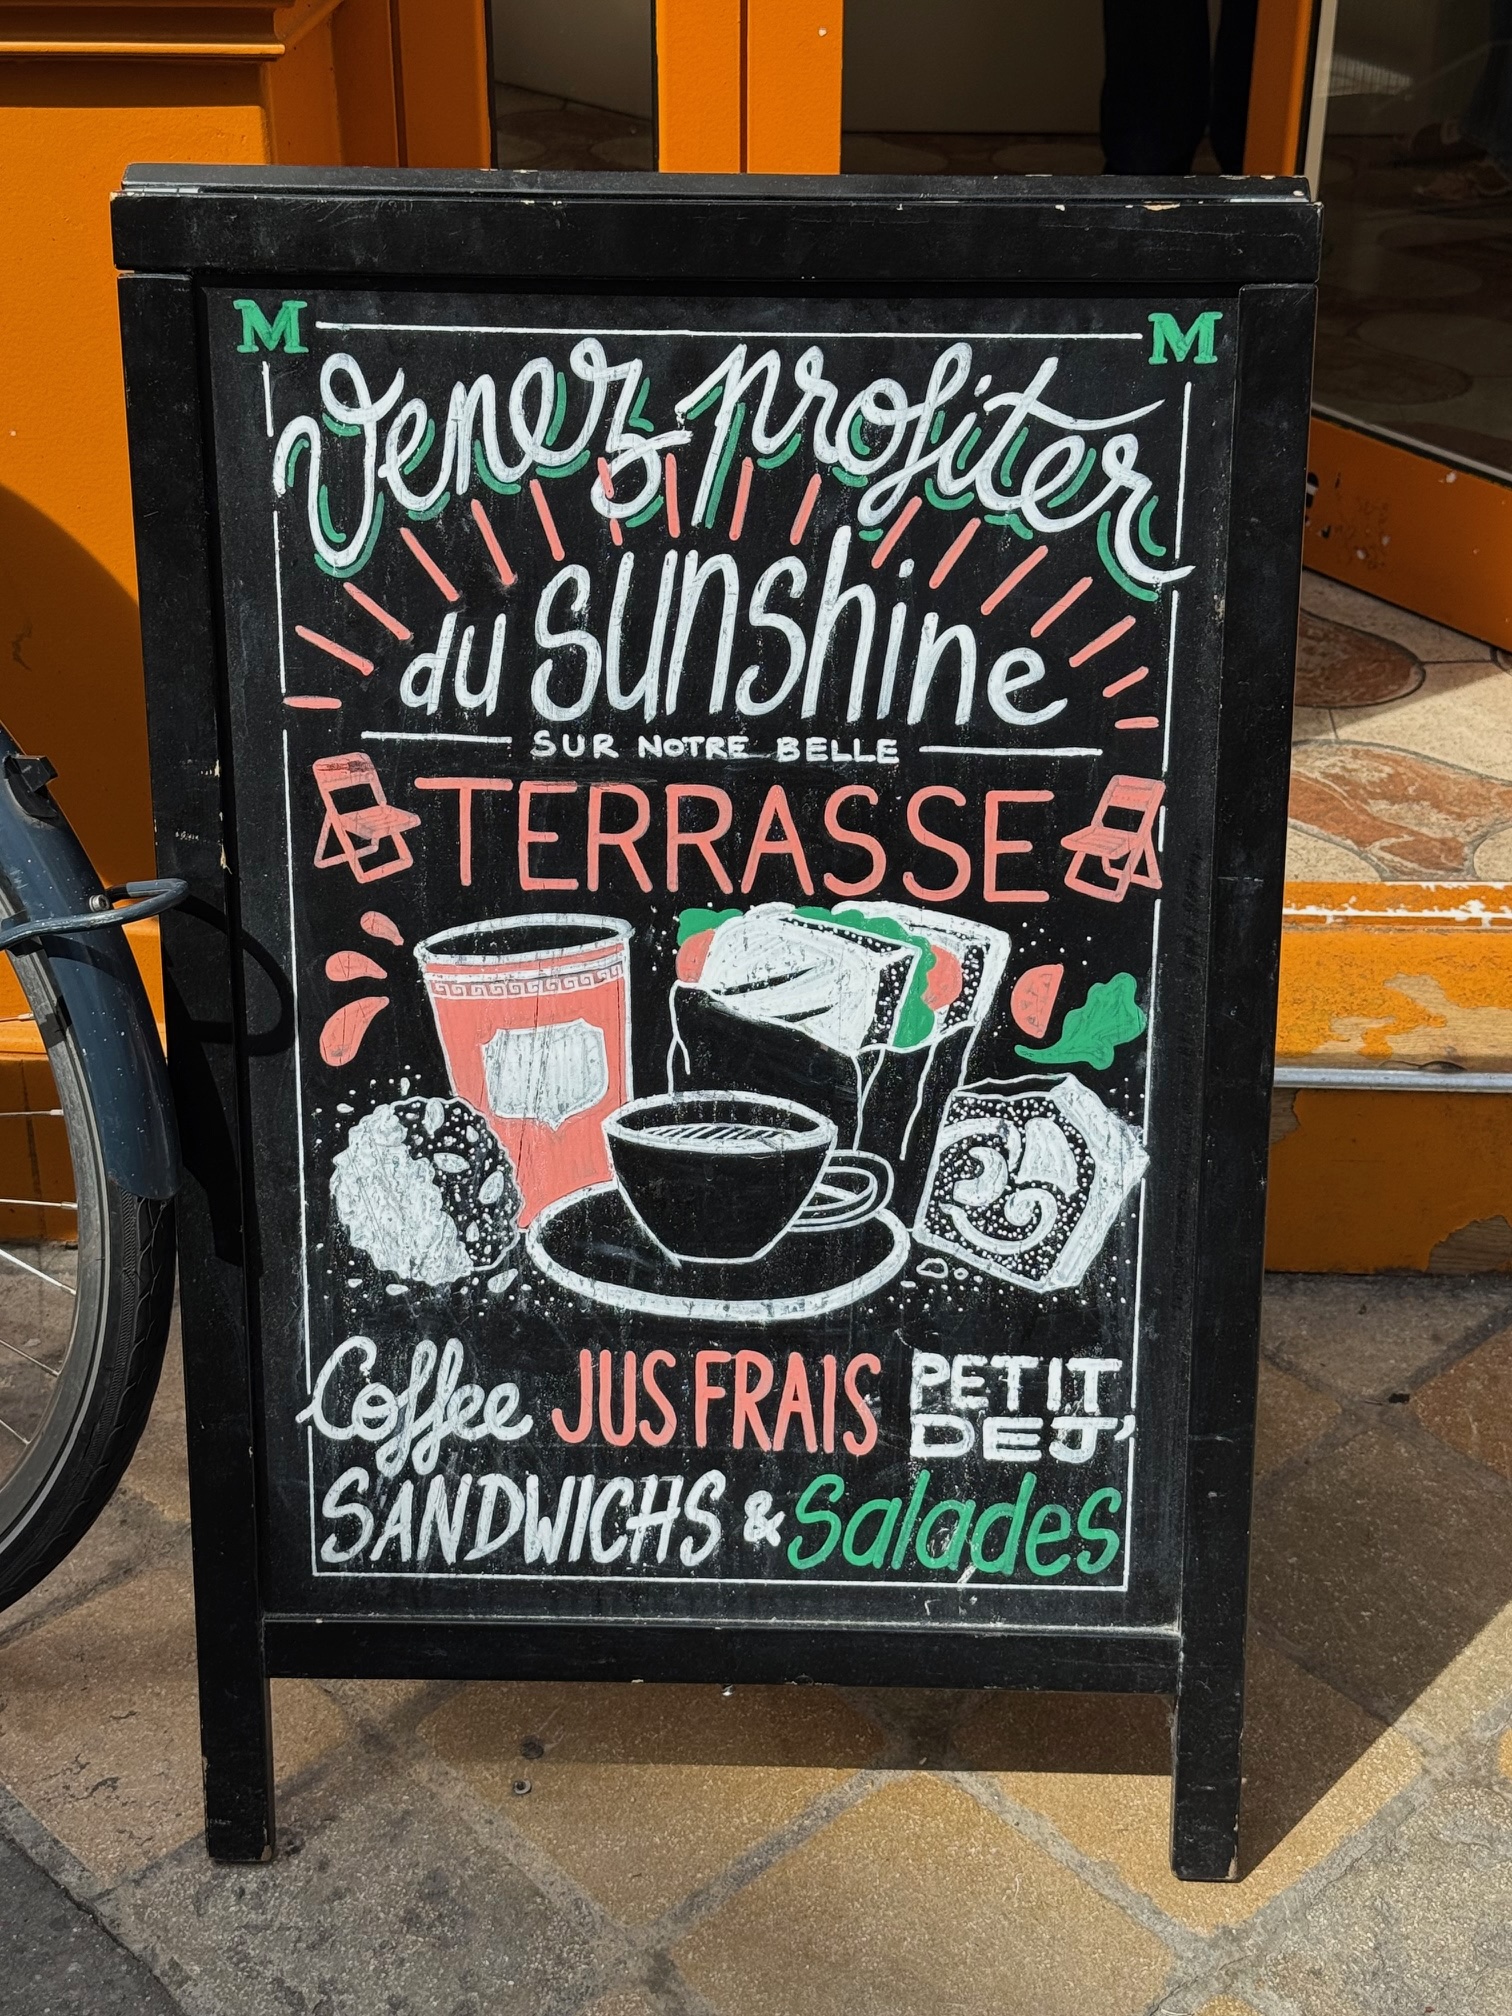 M M
Venez profiter
du sunshine
SUR NOTRE BELLE
TERRASSE
Coffee JUS FRAIS PETIT
DEJ'
SANDWICHS & Salades